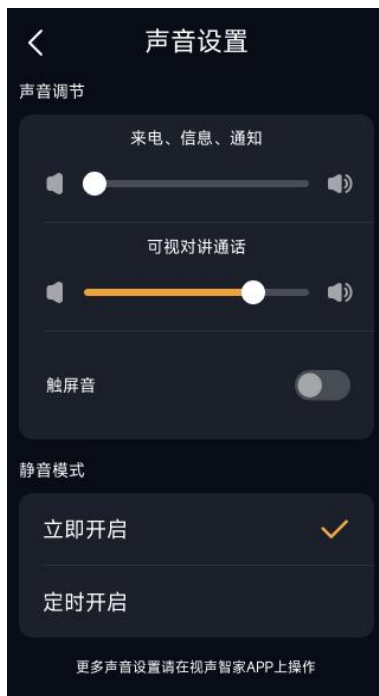 声音设置
声音调节
来电、信息、通知
可视对讲通话
触屏音
静音模式
立即开启
定时开启
更多声音设置请在视声智家APP上操作